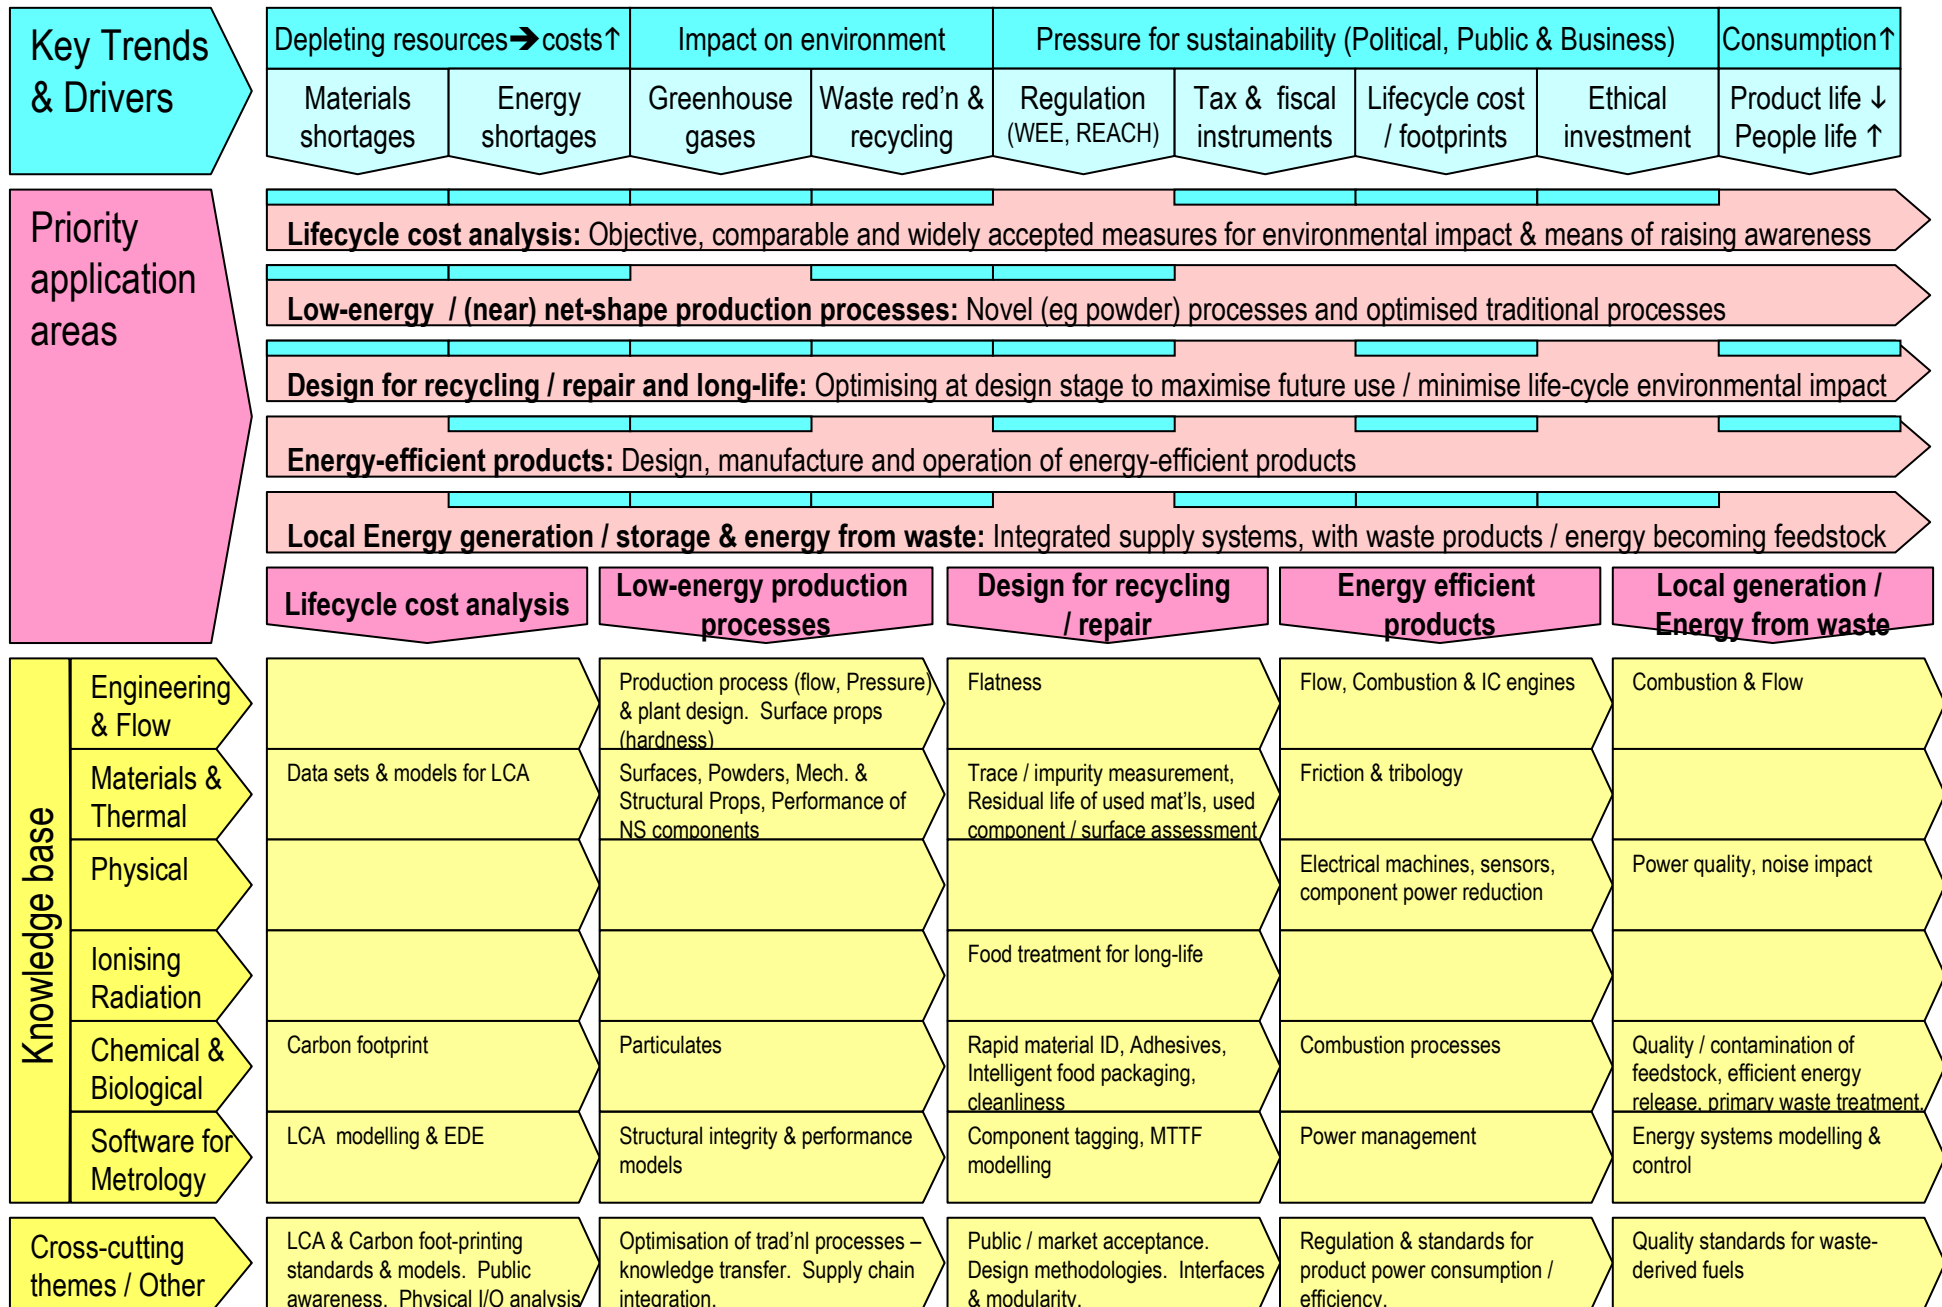 Key Trends
& Drivers
Depleting resources➔costs↑
Impact on environment
Pressure for sustainability (Political, Public & Business)
Consumption↑
Materials
shortages
Energy
shortages
Greenhouse
gases
Waste red’n &
recycling
Regulation
(WEE, REACH)
Tax & fiscal
instruments
Lifecycle cost
/ footprints
Ethical
investment
Product life ↓
People life ↑
Priority
application
areas
Lifecycle cost analysis: Objective, comparable and widely accepted measures for environmental impact & means of raising awareness
Low-energy / (near) net-shape production processes: Novel (eg powder) processes and optimised traditional processes
Design for recycling / repair and long-life: Optimising at design stage to maximise future use / minimise life-cycle environmental impact
Energy-efficient products: Design, manufacture and operation of energy-efficient products
Local Energy generation / storage & energy from waste: Integrated supply systems, with waste products / energy becoming feedstock
Lifecycle cost analysis
Low-energy production
processes
Design for recycling
/ repair
Energy efficient
products
Local generation /
Energy from waste
Knowledge base
Engineering
& Flow
Production process (flow, Pressure)
& plant design. Surface props
(hardness)
Flatness
Flow, Combustion & IC engines
Combustion & Flow
Materials &
Thermal
Data sets & models for LCA
Surfaces, Powders, Mech. &
Structural Props, Performance of
NS components
Trace / impurity measurement,
Residual life of used mat’ls, used
component / surface assessment
Friction & tribology
Physical
Electrical machines, sensors,
component power reduction
Power quality, noise impact
Ionising
Radiation
Food treatment for long-life
Chemical &
Biological
Carbon footprint
Particulates
Rapid material ID, Adhesives,
Intelligent food packaging,
cleanliness
Combustion processes
Quality / contamination of
feedstock, efficient energy
release, primary waste treatment.
Software for
Metrology
LCA modelling & EDE
Structural integrity & performance
models
Component tagging, MTTF
modelling
Power management
Energy systems modelling &
control
Cross-cutting
themes / Other
LCA & Carbon foot-printing
standards & models. Public
awareness. Physical I/O analysis
Optimisation of trad’nl processes –
knowledge transfer. Supply chain
integration.
Public / market acceptance.
Design methodologies. Interfaces
& modularity.
Regulation & standards for
product power consumption /
efficiency.
Quality standards for waste-
derived fuels